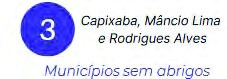 3
Capixaba, Mâncio Lima
e Rodrigues Alves
Municípios sem abrigos